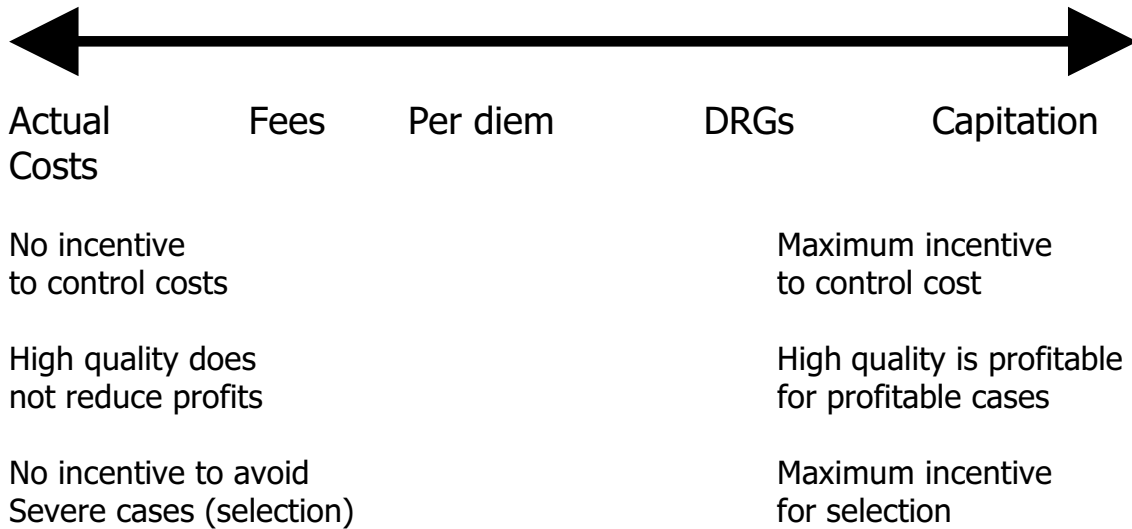 Actual Fees Per diem DRGs Capitation
Costs
No incentive Maximum incentive
to control costs to control cost
High quality does High quality is profitable
not reduce profits for profitable cases
No incentive to avoid Maximum incentive
Severe cases (selection) for selection